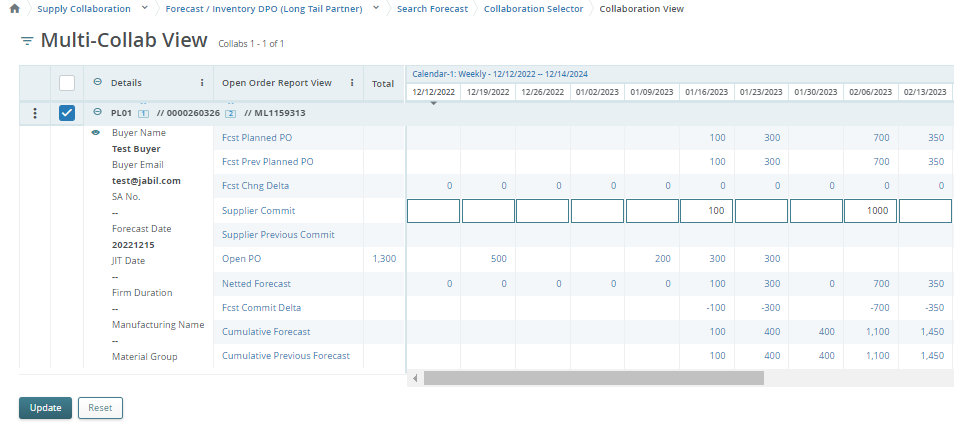 Supply Collaboration Forecast / Inventory DPO (Long Tail Partner) Search Forecast Collaboration Selector Collaboration View
Multi-Collab View Collabs 1 - 1 of 1
Calendar-1: Weekly - 12/12/2022 -- 12/14/2024
Details Open Order Report View Total
12/12/2022 12/19/2022 12/26/2022 01/02/2023 01/09/2023 01/16/2023 01/23/2023 01/30/2023 02/06/2023 02/13/2023
PL01 1 // 0000260326 2 // ML1159313
Buyer Name
Test Buyer
Buyer Email
test@jabil.com
SA No.
--
Forecast Date
20221215
JIT Date
--
Firm Duration
--
Manufacturing Name
--
Material Group
Fcst Planned PO 100 300 700 350
Fcst Prev Planned PO 100 300 700 350
Fcst Chng Delta 0 0 0 0 0 0 0 0 0 0
Supplier Commit 100 1000
Supplier Previous Commit
Open PO 1,300 500 200 300 300
Netted Forecast 0 0 0 0 0 100 300 0 700 350
Fcst Commit Delta -100 -300 -700 -350
Cumulative Forecast 100 400 400 1,100 1,450
Cumulative Previous Forecast 100 400 400 1,100 1,450
Update Reset